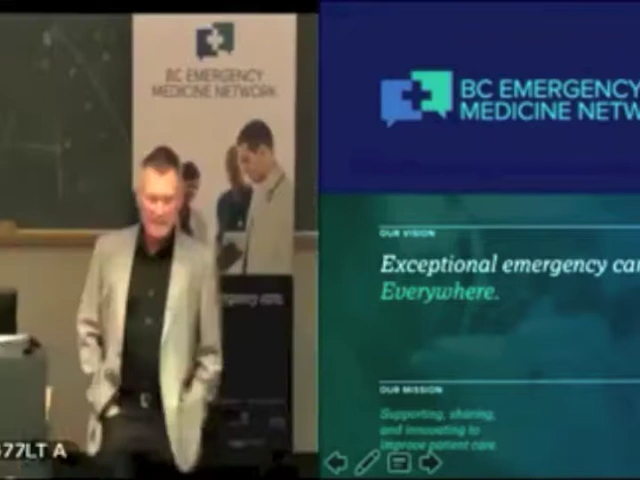 BC EMERGENCY
MEDICINE NETWORK
77LT A
BC EMERGENCY
MEDICINE NETW
OUR VISION
Exceptional emergency car
Everywhere.
OUR MISSION
Supporting, sharing,
and innovating to
improve patient care.